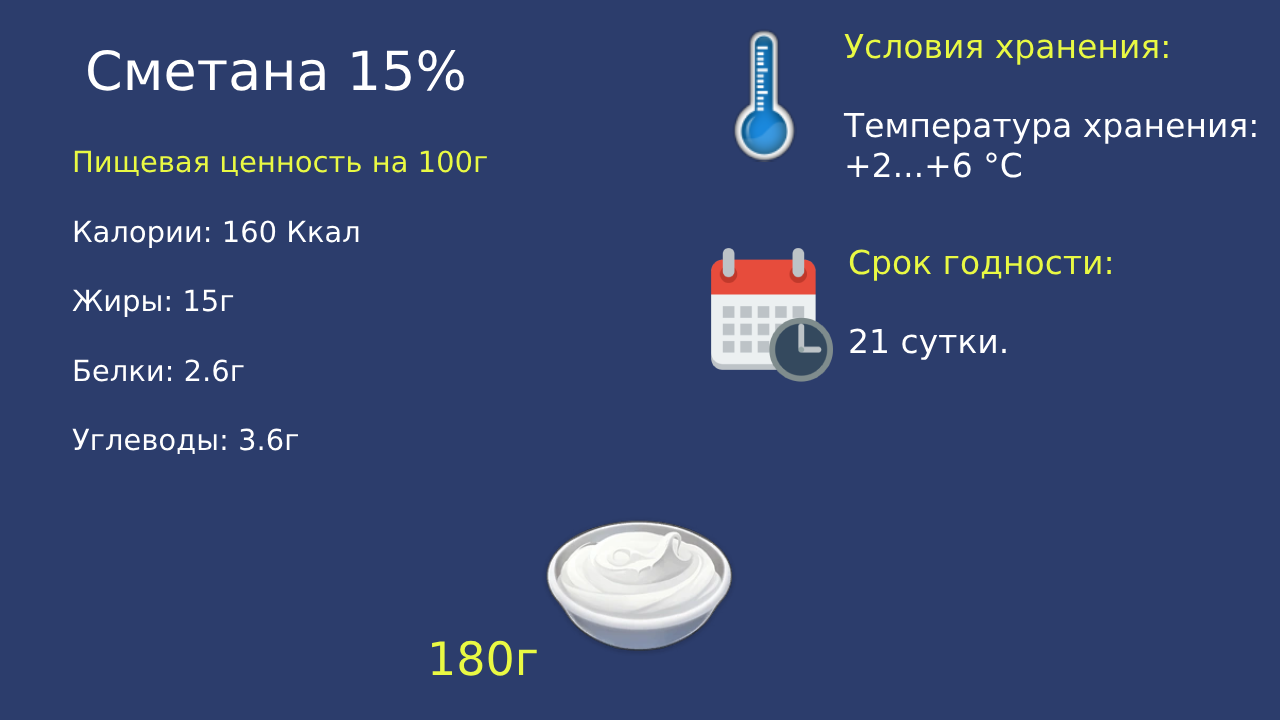 Сметана 15%
Пищевая ценность на 100г
Калории: 160 Ккал
Жиры: 15г
Белки: 2.6г
Углеводы: 3.6г
Условия хранения:
Температура хранения:
+2...+6 °C
Срок годности:
21 сутки.
180г